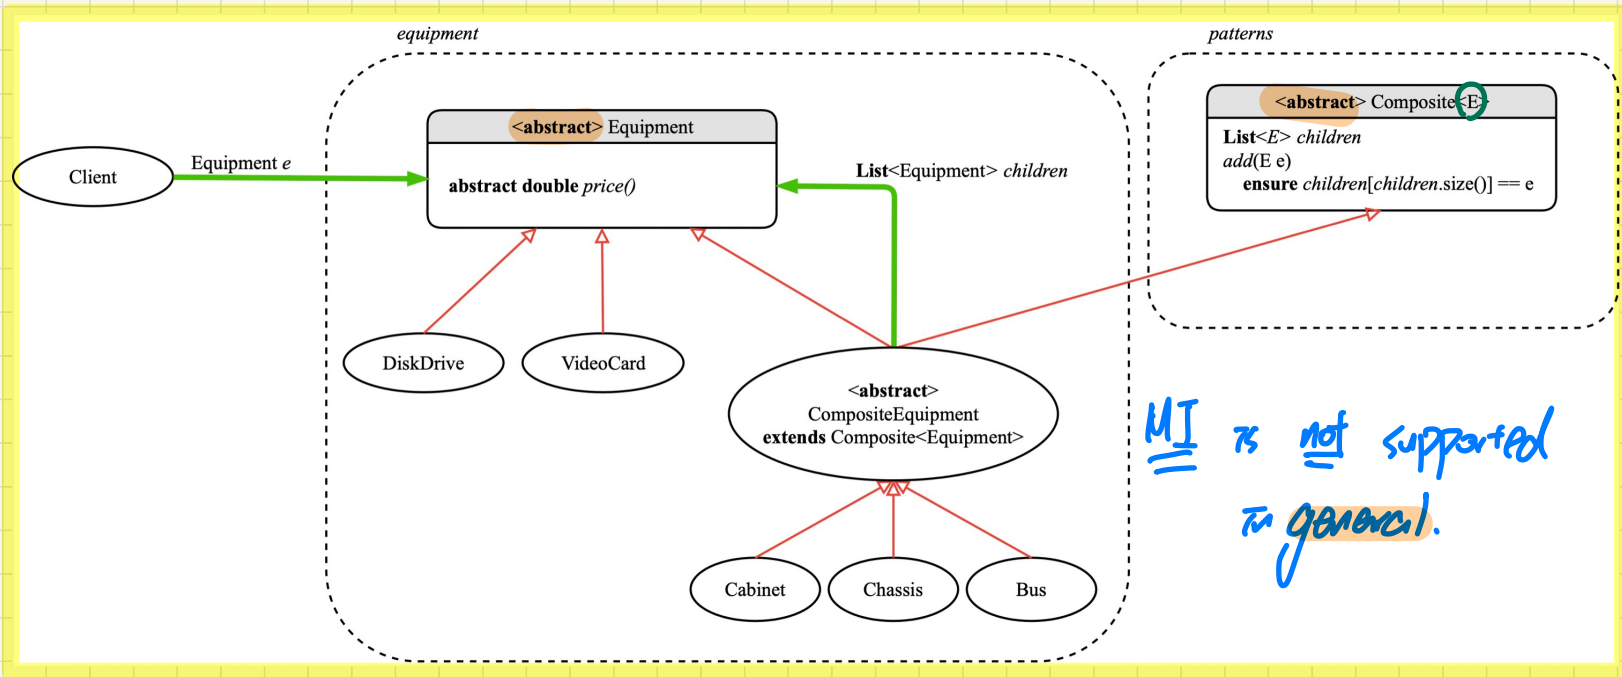 equipment
patterns
<abstract> Equipment
abstract double price()
Client
Equipment e
List<Equipment> children
<abstract> Composite<E>
List<E> children
add(E e)
ensure children[children.size()] == e
DiskDrive
VideoCard
<abstract>
CompositeEquipment
extends Composite<Equipment>
MI is not supported
in general.
Cabinet
Chassis
Bus